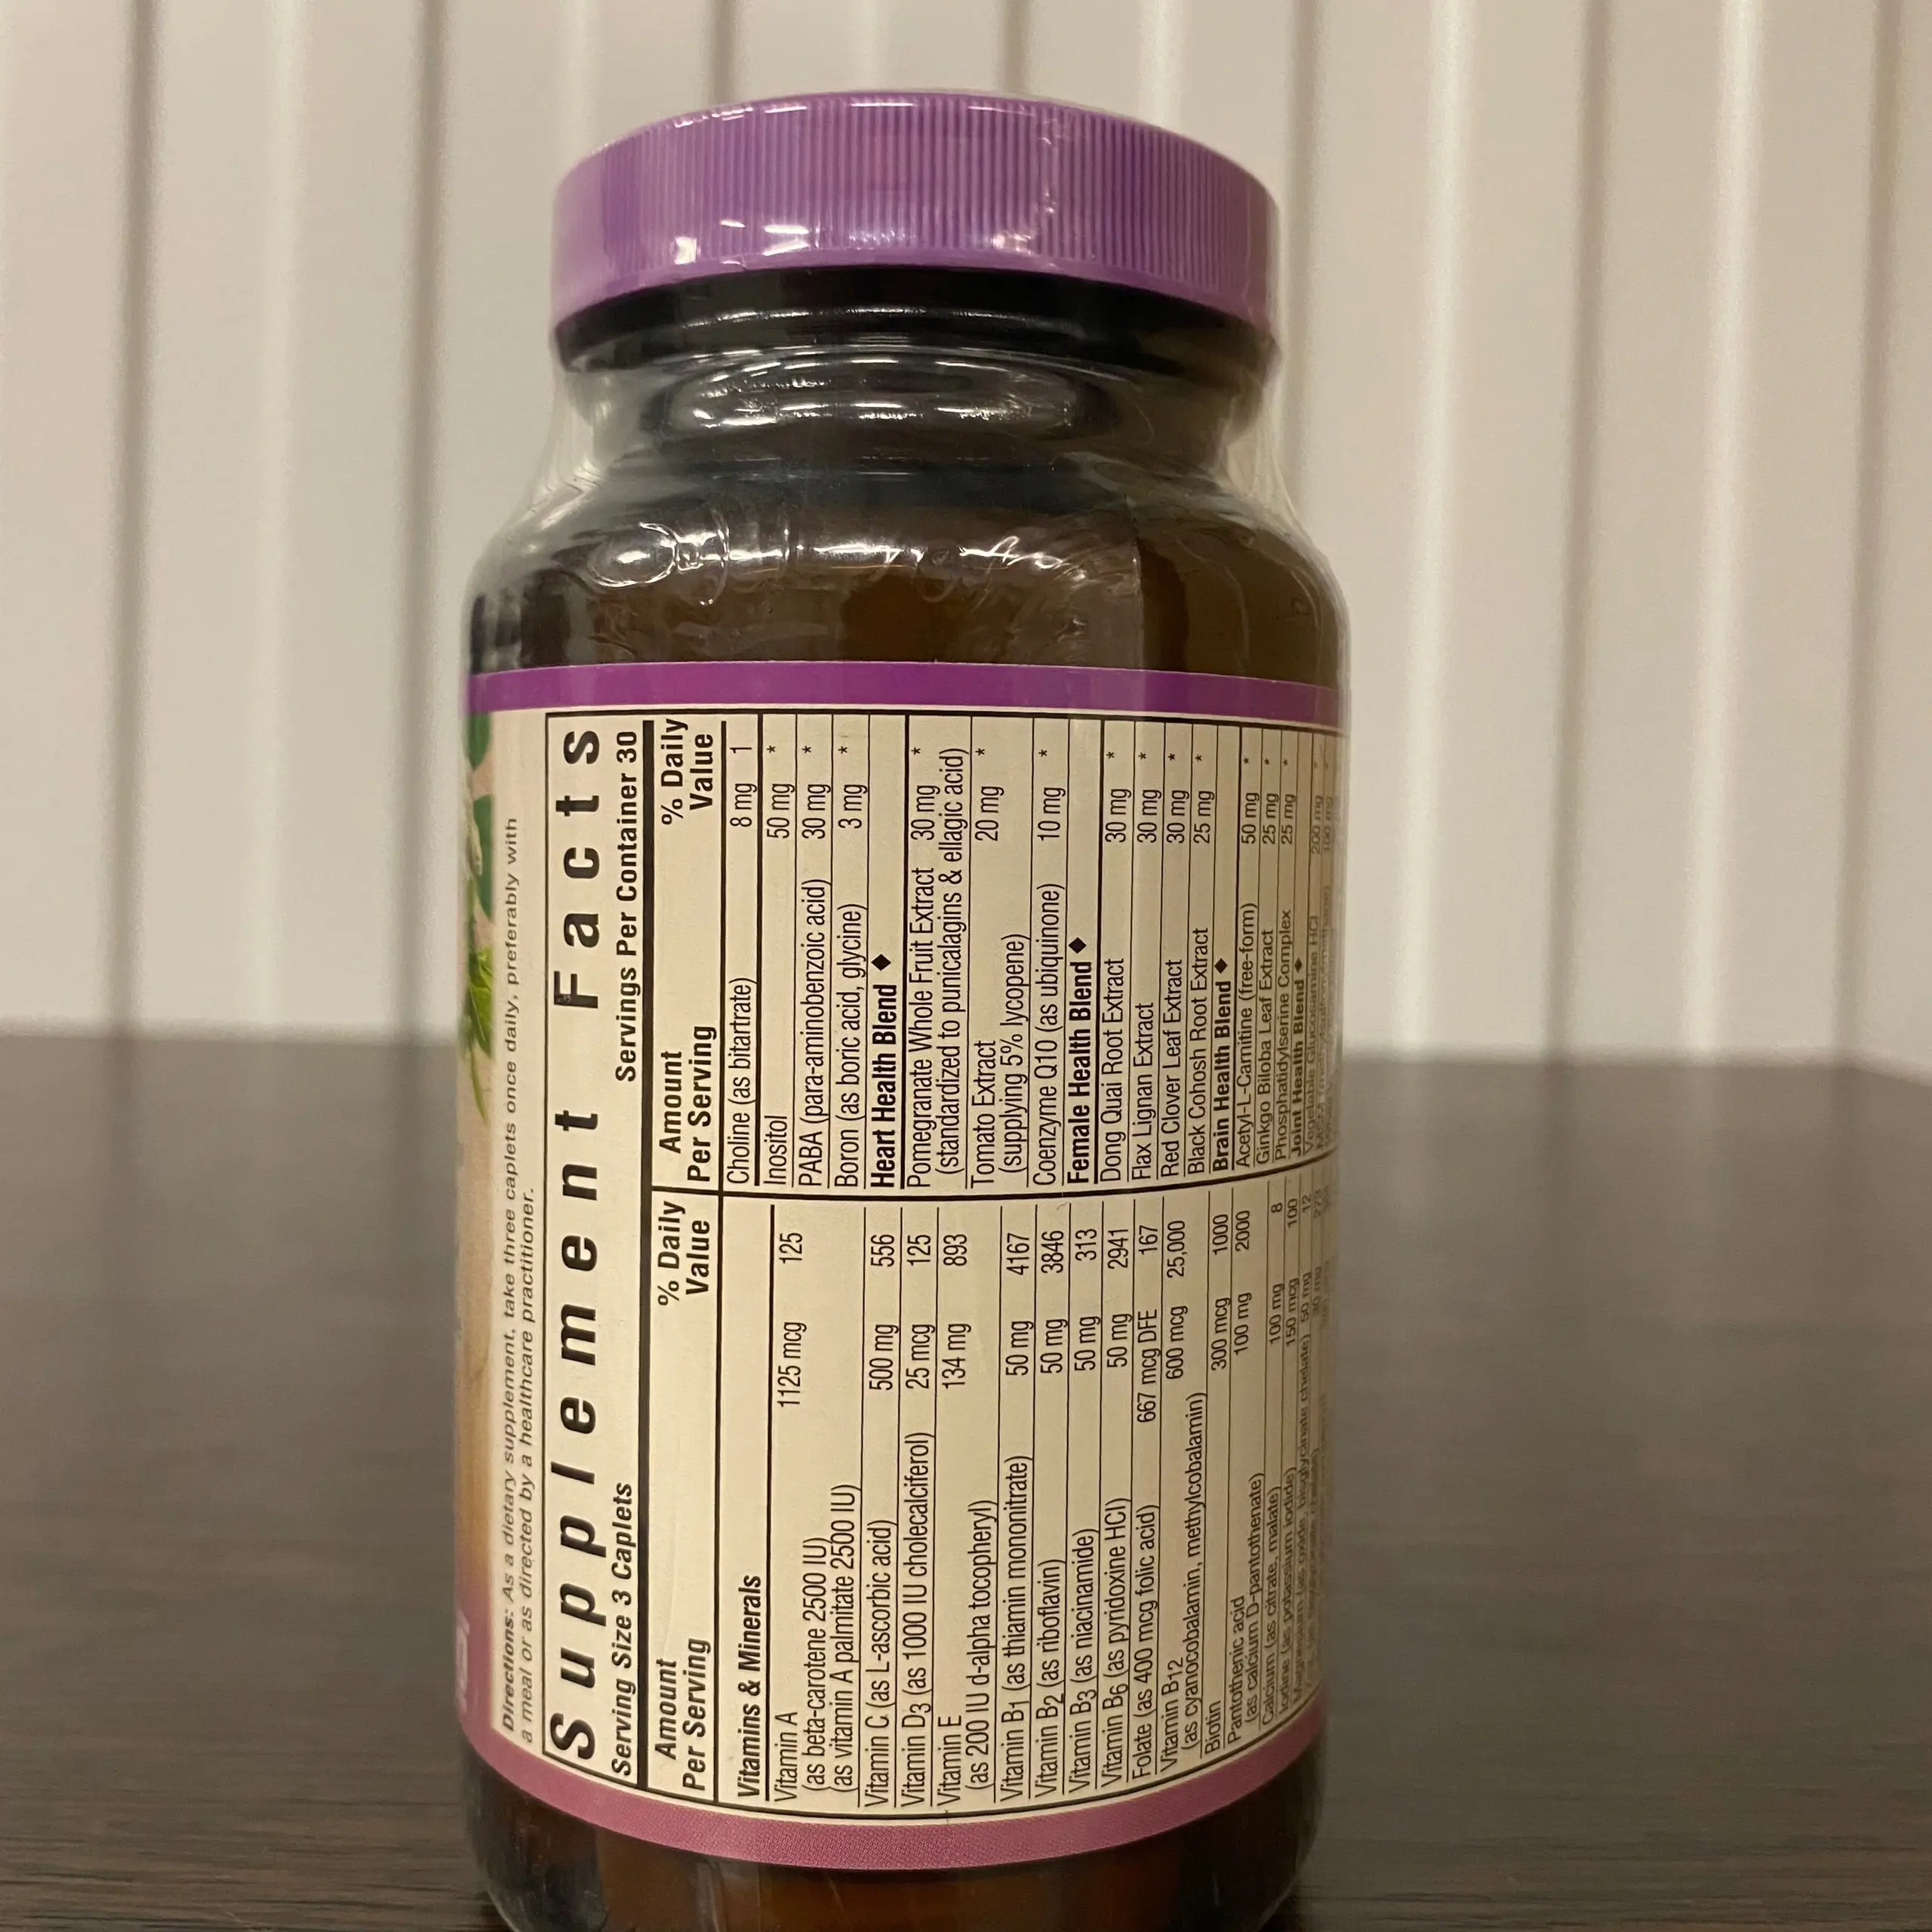 Directions: As a dietary supplement, take three caplets once daily, preferably with
a meal or as directed by a healthcare practitioner.
Supplement Facts
Serving Size 3 Caplets Servings Per Container 30
Amount Per Serving % Daily Value
Vitamins & Minerals
Vitamin A 1125 mcg 125
(as beta-carotene 2500 IU)
(as vitamin A palmitate 2500 IU)
Vitamin C (as L-ascorbic acid) 500 mg 556
Vitamin D3 (as 1000 IU cholecalciferol) 25 mcg 125
Vitamin E 134 mg 893
(as 200 IU d-alpha tocopheryl)
Vitamin B1 (as thiamin mononitrate) 50 mg 4167
Vitamin B2 (as riboflavin) 50 mg 3846
Vitamin B3 (as niacinamide) 50 mg 313
Vitamin B6 (as pyridoxine HCl) 50 mg 2941
Folate (as 400 mcg folic acid) 667 mcg DFE 167
Vitamin B12 600 mcg 25,000
(as cyanocobalamin, methylcobalamin)
Biotin 300 mcg 1000
Pantothenic acid 100 mg 2000
(as calcium D-pantothenate)
Calcium (as citrate, malate) 100 mg 8
Iodine (as potassium iodide) 150 mcg 100
Magnesium (as oxide, bisglycinate chelate) 50 mg 12
Amount Per Serving % Daily Value
Choline (as bitartrate) 8 mg 1
Inositol 50 mg *
PABA (para-aminobenzoic acid) 30 mg *
Boron (as boric acid, glycine) 3 mg *
Heart Health Blend ◆
Pomegranate Whole Fruit Extract 30 mg *
(standardized to punicalagins & ellagic acid)
Tomato Extract 20 mg *
(supplying 5% lycopene)
Coenzyme Q10 (as ubiquinone) 10 mg *
Female Health Blend ◆
Dong Quai Root Extract 30 mg *
Flax Lignan Extract 30 mg *
Red Clover Leaf Extract 30 mg *
Black Cohosh Root Extract 25 mg *
Brain Health Blend ◆
Acetyl-L-Carnitine (free-form) 50 mg *
Ginkgo Biloba Leaf Extract 25 mg *
Phosphatidylserine Complex 25 mg *
Joint Health Blend ◆
Vegetable Glucosamine HCl 200 mg *